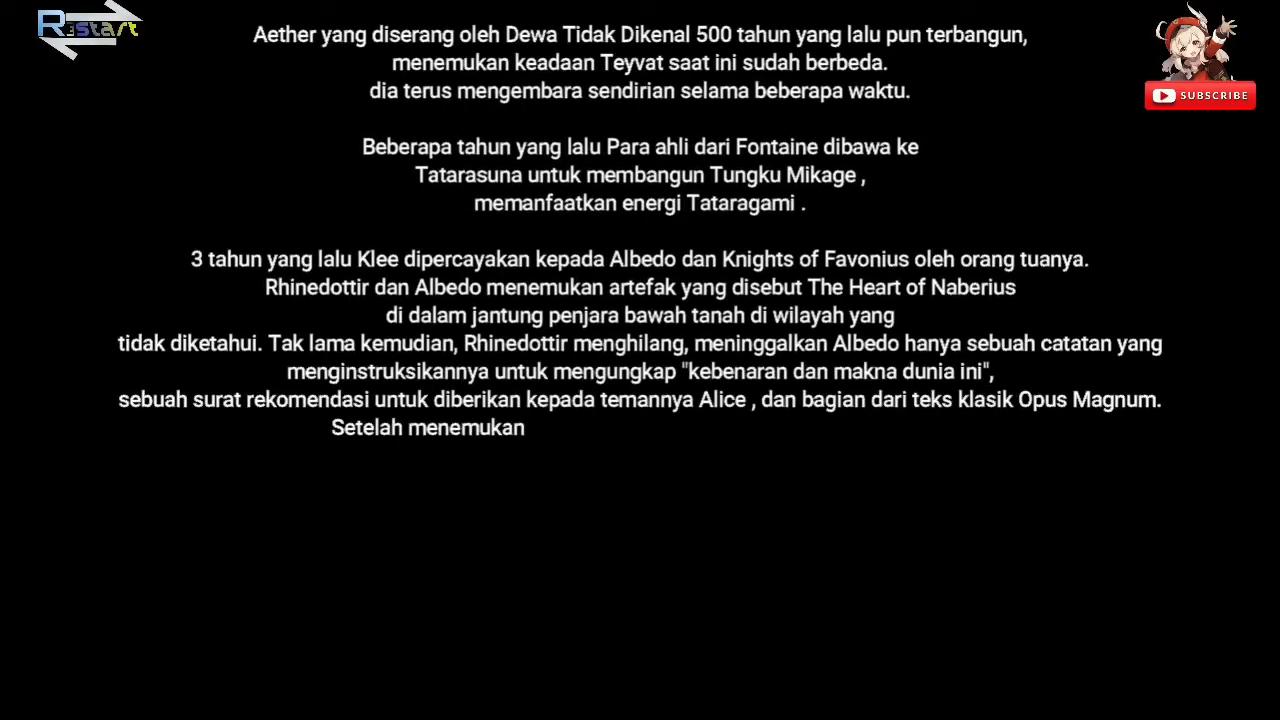 R3start
SUBSCRIBE
Aether yang diserang oleh Dewa Tidak Dikenal 500 tahun yang lalu pun terbangun,
menemukan keadaan Teyvat saat ini sudah berbeda.
dia terus mengembara sendirian selama beberapa waktu.
Beberapa tahun yang lalu Para ahli dari Fontaine dibawa ke
Tatarasuna untuk membangun Tungku Mikage ,
memanfaatkan energi Tataragami .
3 tahun yang lalu Klee dipercayakan kepada Albedo dan Knights of Favonius oleh orang tuanya.
Rhinedottir dan Albedo menemukan artefak yang disebut The Heart of Naberius
di dalam jantung penjara bawah tanah di wilayah yang
tidak diketahui. Tak lama kemudian, Rhinedottir menghilang, meninggalkan Albedo hanya sebuah catatan yang
menginstruksikannya untuk mengungkap "kebenaran dan makna dunia ini",
sebuah surat rekomendasi untuk diberikan kepada temannya Alice , dan bagian dari teks klasik Opus Magnum.
Setelah menemukan